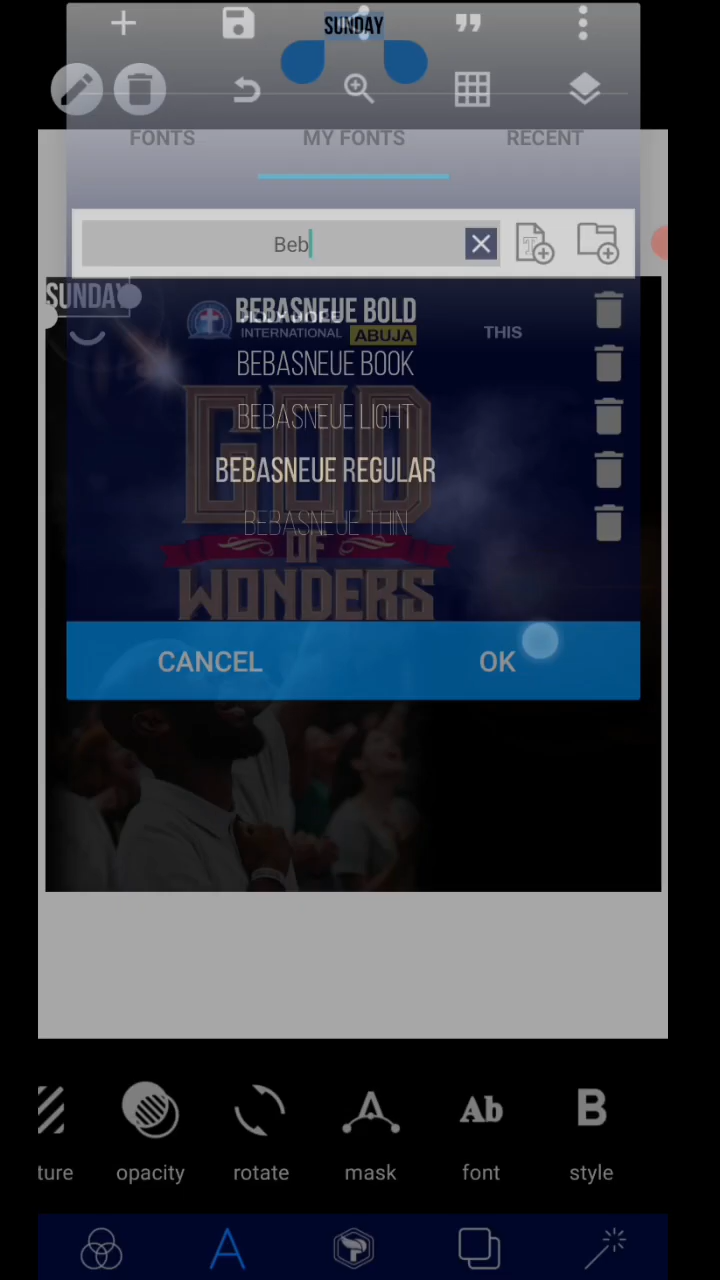 SUNDAY
FONTS MY FONTS RECENT
Beb
SUNDAY
BEBASNEUE BOLD
INTERNATIONAL ABUJA
THIS
BEBASNEUE BOOK
BEBASNEUE LIGHT
BEBASNEUE REGULAR
BEBASNEUE THIN
GOD
OF
WONDERS
CANCEL OK
ture opacity rotate mask font style